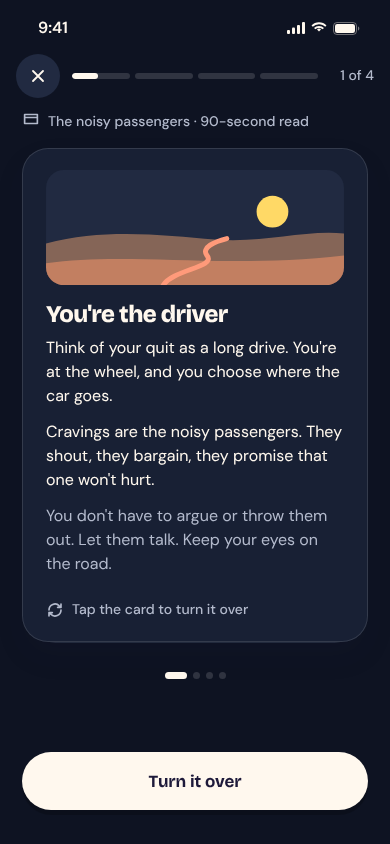 9:41
1 of 4
The noisy passengers · 90-second read
You're the driver
Think of your quit as a long drive. You're
at the wheel, and you choose where the
car goes.
Cravings are the noisy passengers. They
shout, they bargain, they promise that
one won't hurt.
You don't have to argue or throw them
out. Let them talk. Keep your eyes on
the road.
Tap the card to turn it over
Turn it over